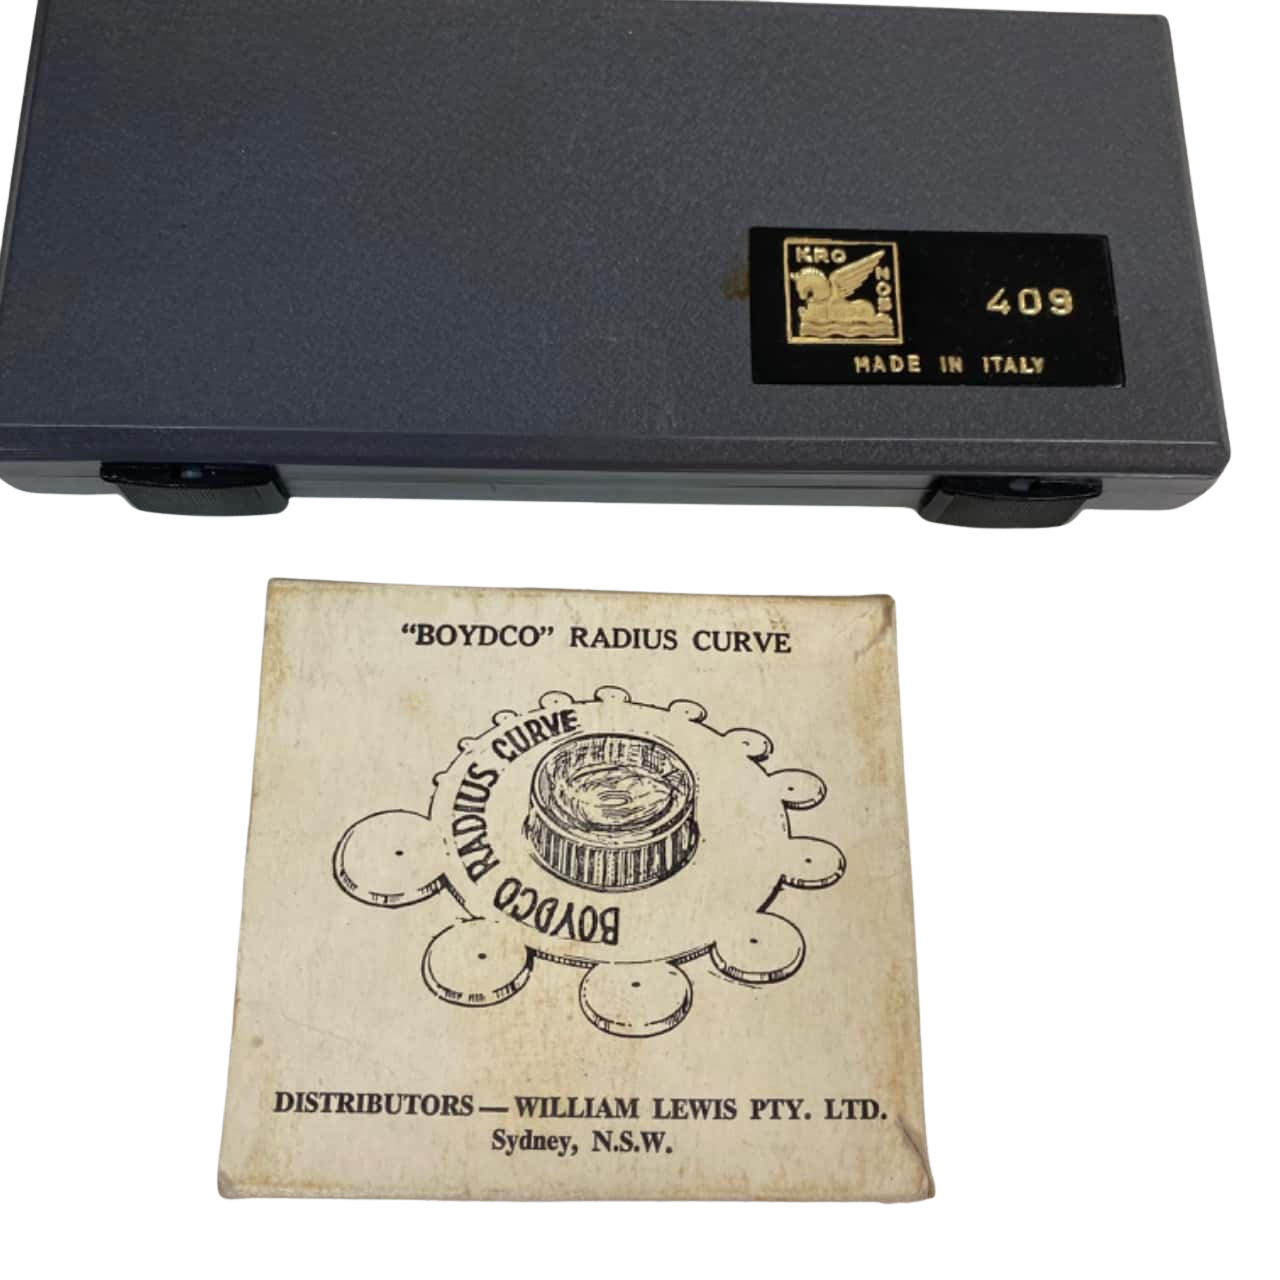 KRO
NOS
409
MADE IN ITALY
“BOYDCO” RADIUS CURVE
BOYDCO RADIUS CURVE
DISTRIBUTORS — WILLIAM LEWIS PTY. LTD.
Sydney, N.S.W.